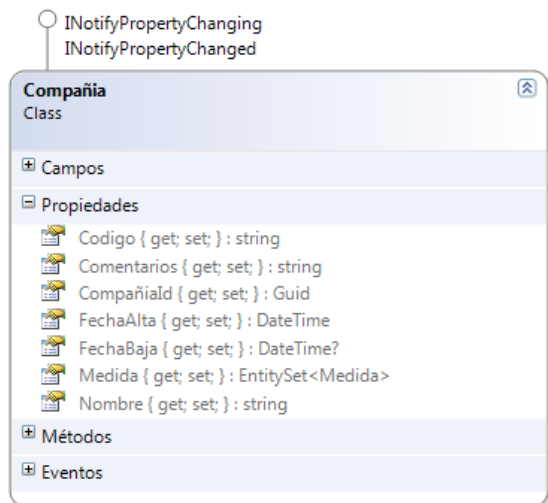 INotifyPropertyChanging
INotifyPropertyChanged
Compañia
Class
Campos
Propiedades
Codigo { get; set; } : string
Comentarios { get; set; } : string
CompañiaId { get; set; } : Guid
FechaAlta { get; set; } : DateTime
FechaBaja { get; set; } : DateTime?
Medida { get; set; } : EntitySet<Medida>
Nombre { get; set; } : string
Métodos
Eventos